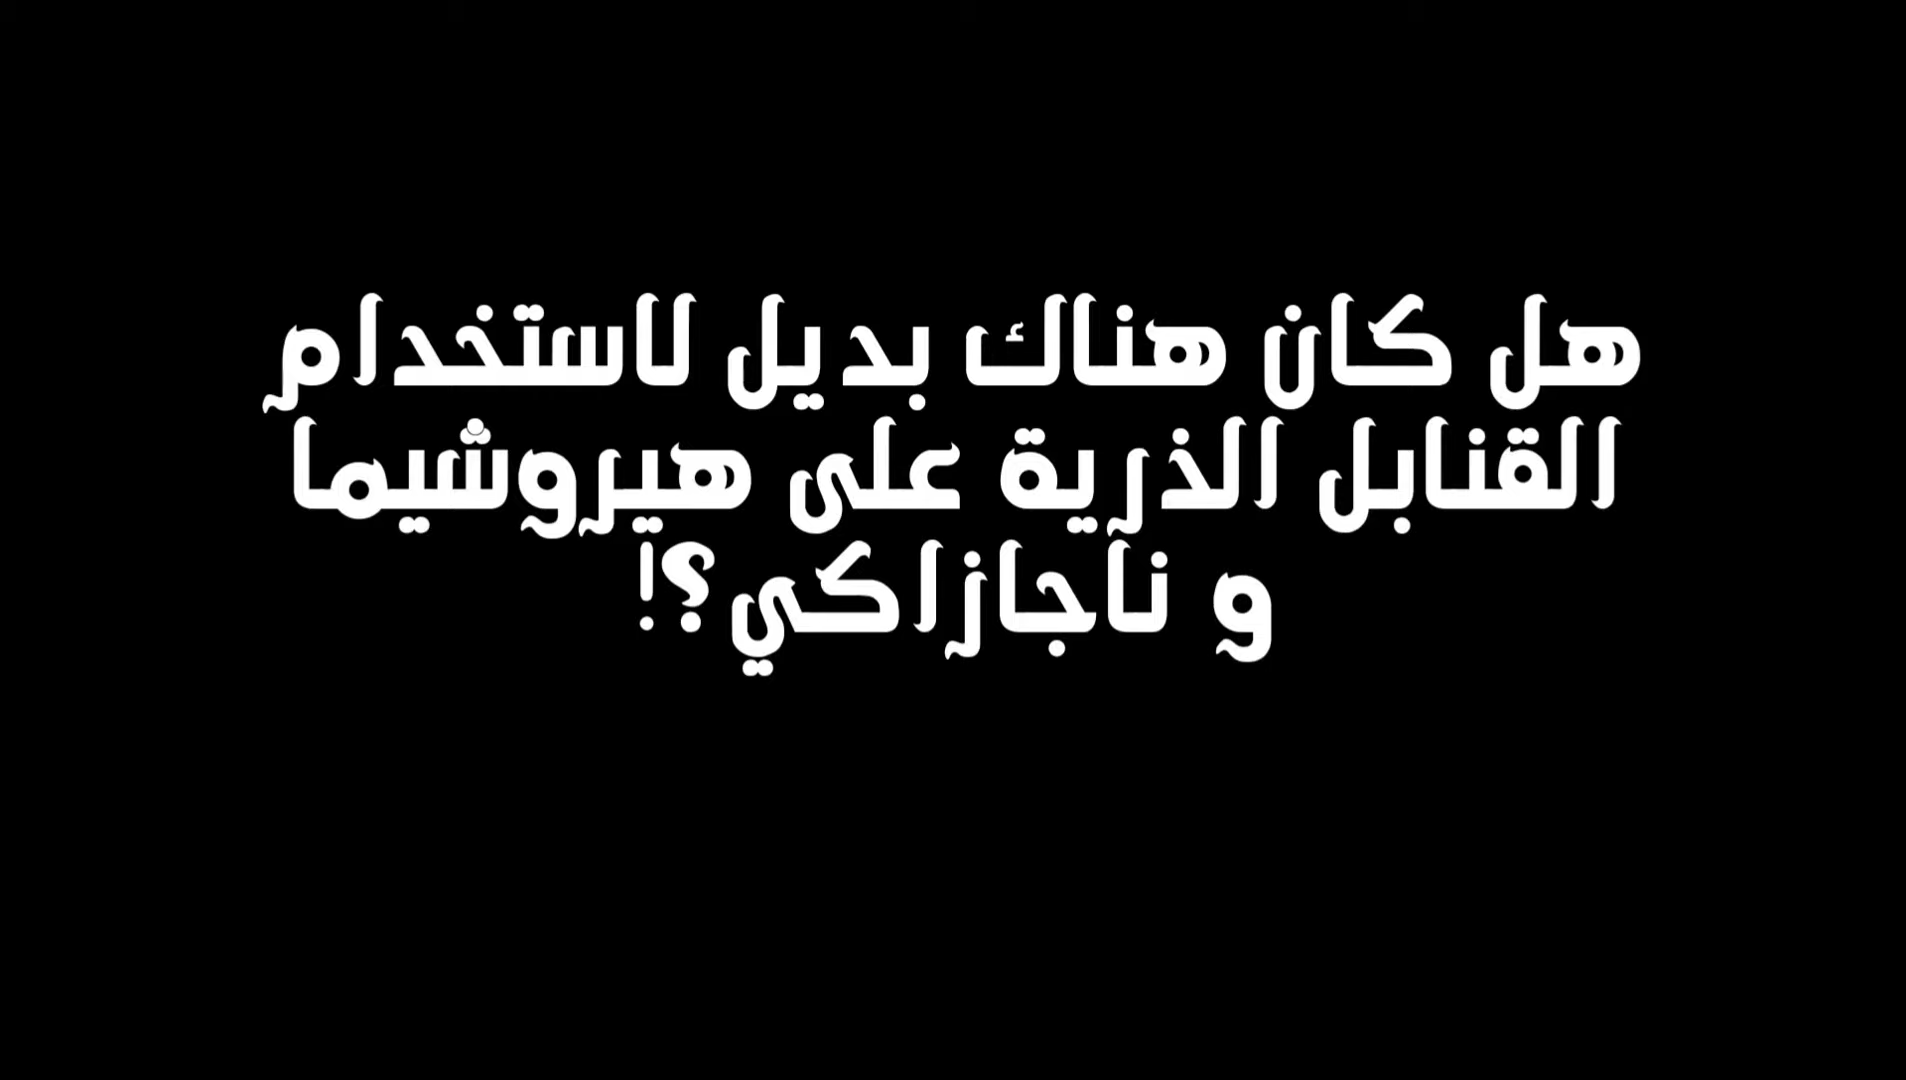 هل كان هناك بديل لاستخدام
القنابل الذرية على هيروشيما
و ناجازاكي؟!